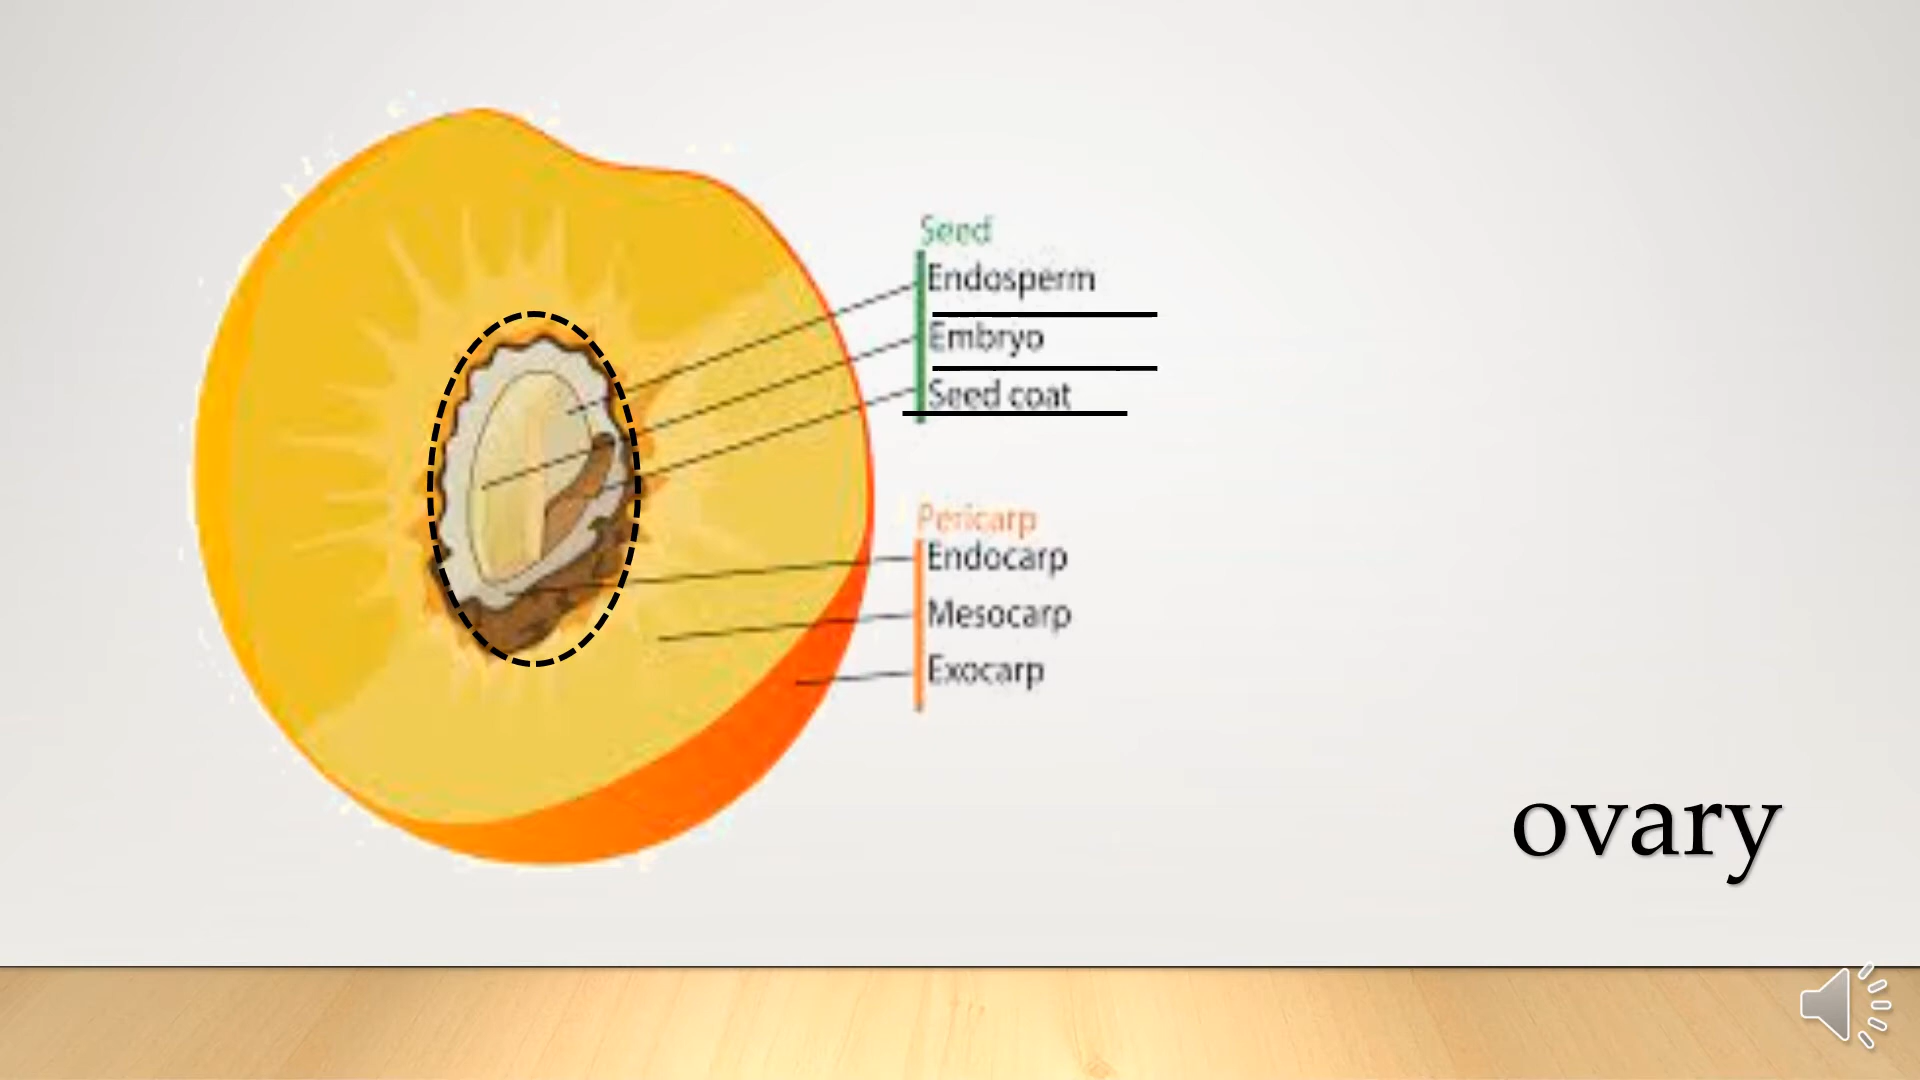 Seed
Endosperm
Embryo
Seed coat
Pericarp
Endocarp
Mesocarp
Exocarp
ovary